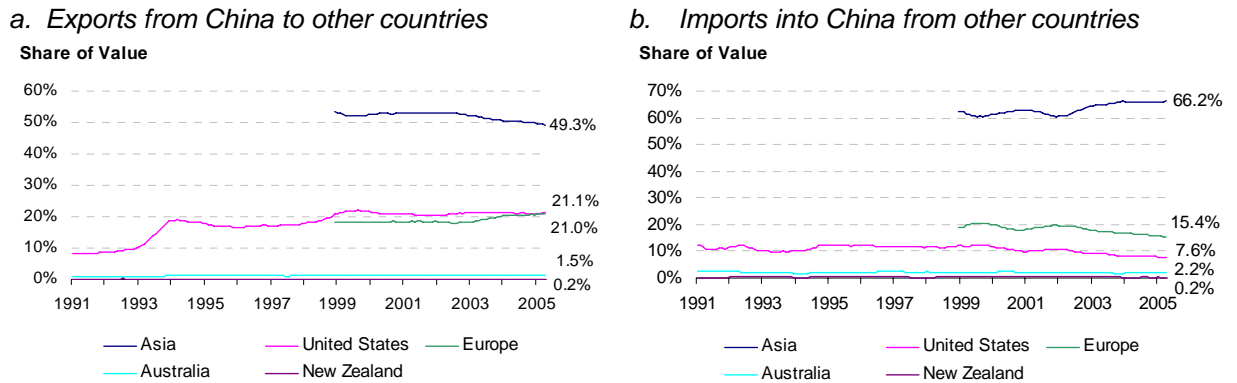 a. Exports from China to other countries
Share of Value
60%
50%
40%
30%
20%
10%
0%
1991 1993 1995 1997 1999 2001 2003 2005
49.3%
21.1%
21.0%
1.5%
0.2%
Asia United States Europe
Australia New Zealand
b. Imports into China from other countries
Share of Value
70%
60%
50%
40%
30%
20%
10%
0%
1991 1993 1995 1997 1999 2001 2003 2005
66.2%
15.4%
7.6%
2.2%
0.2%
Asia United States Europe
Australia New Zealand